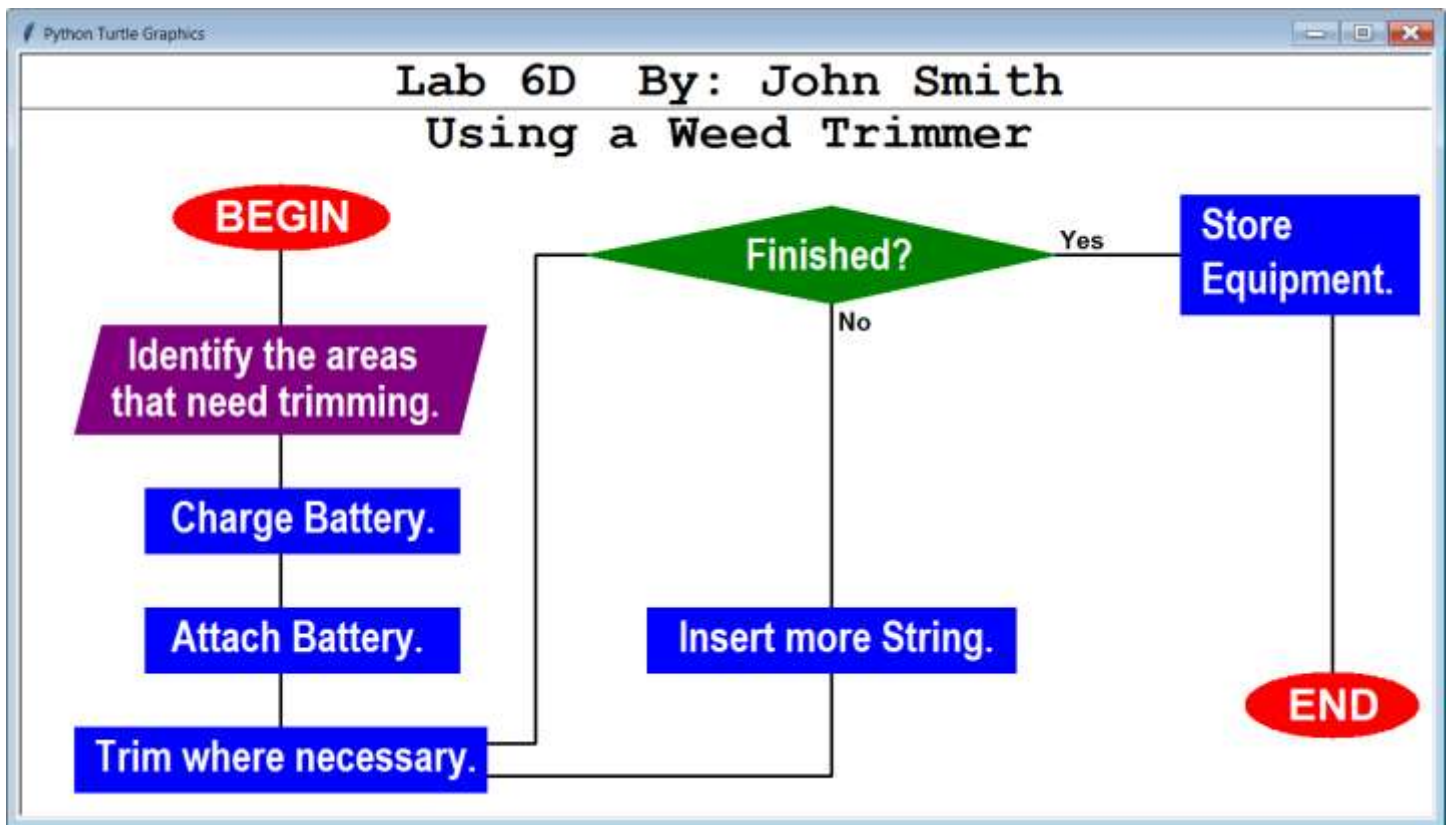 Python Turtle Graphics
Lab 6D  By: John Smith
Using a Weed Trimmer
BEGIN
Identify the areas
that need trimming.
Charge Battery.
Attach Battery.
Trim where necessary.
Finished?
Yes
No
Insert more String.
Store
Equipment.
END